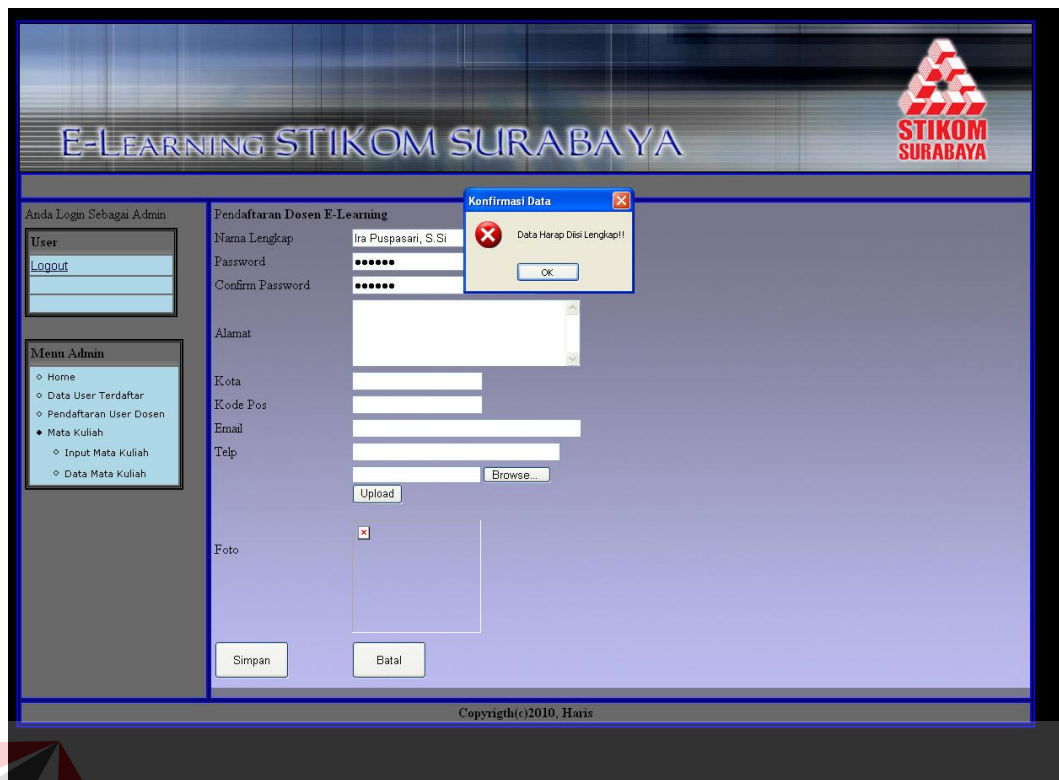 E-LEARNING STIKOM SURABAYA
STIKOM
SURABAYA
Anda Login Sebagai Admin
User
Logout
Menu Admin
Home
Data User Terdaftar
Pendaftaran User Dosen
Mata Kuliah
Input Mata Kuliah
Data Mata Kuliah
Pendaftaran Dosen E-Learning
Nama Lengkap
Ira Puspasari, S.Si
Password
●●●●●●
Confirm Password
●●●●●●
Alamat
Kota
Kode Pos
Email
Telp
Browse...
Upload
Foto
Simpan
Batal
Konfirmasi Data
Data Harap Diisi Lengkap!!
OK
Copyrigth(c)2010, Haris